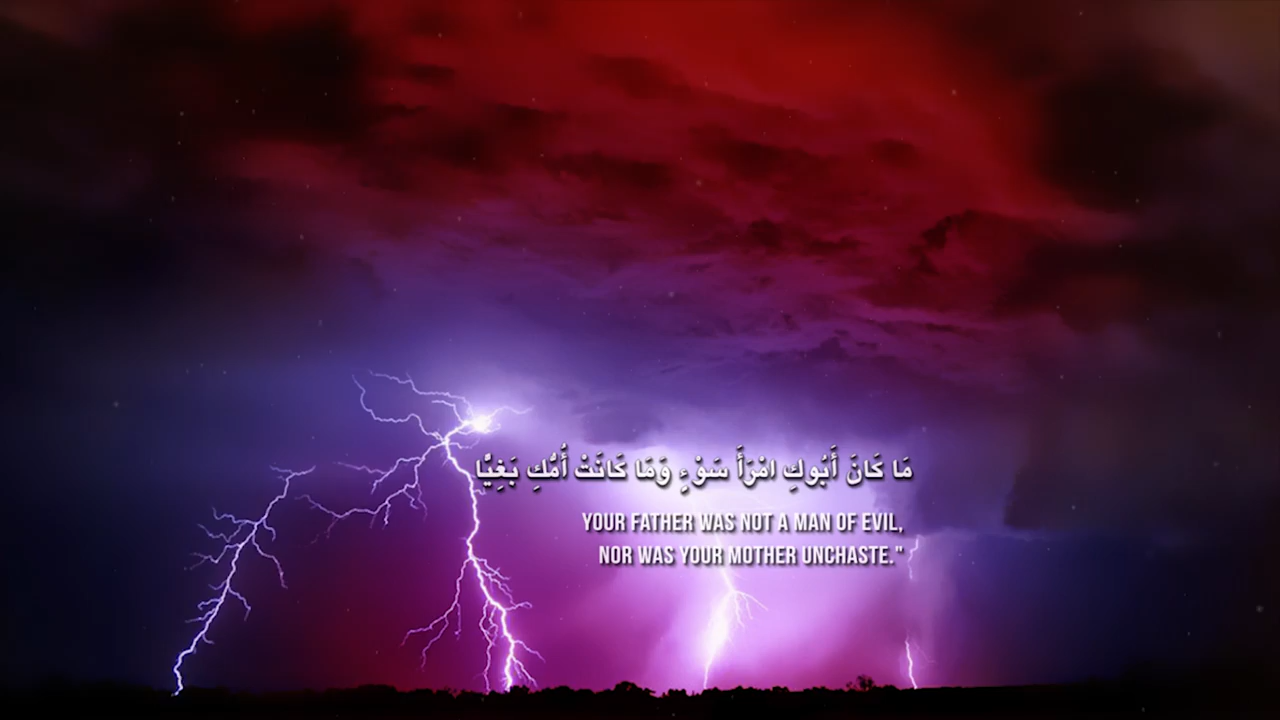 مَا كَانَ أَبُوكِ امْرَأَ سَوْءٍ وَمَا كَانَتْ أُمُّكِ بَغِيًّا
YOUR FATHER WAS NOT A MAN OF EVIL,
NOR WAS YOUR MOTHER UNCHASTE."